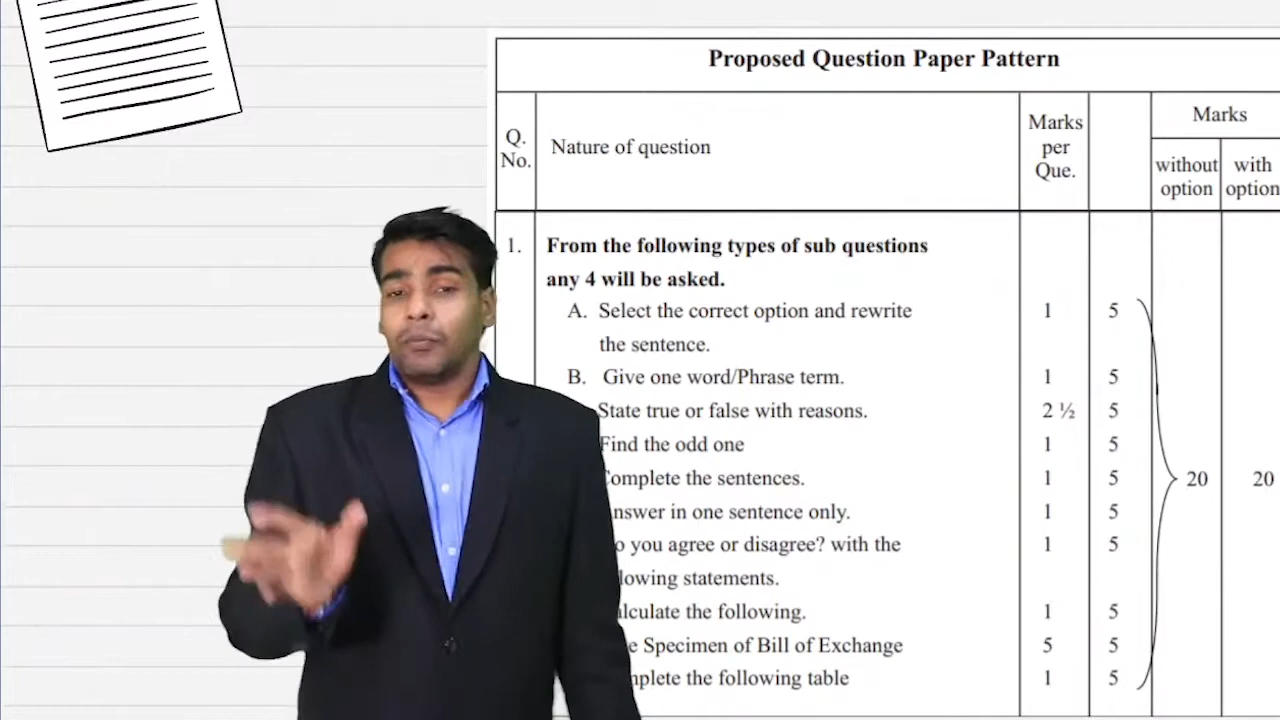 Proposed Question Paper Pattern
Q. No.
Nature of question
Marks per Que.
Marks
without option
with option
1. From the following types of sub questions
any 4 will be asked.
A. Select the correct option and rewrite 1 5
the sentence.
B. Give one word/Phrase term. 1 5
State true or false with reasons. 2 ½ 5
Find the odd one 1 5
Complete the sentences. 1 5
Answer in one sentence only. 1 5
you agree or disagree? with the 1 5
statements.
the following. 1 5
Specimen of Bill of Exchange 5 5
the following table 1 5
20 20